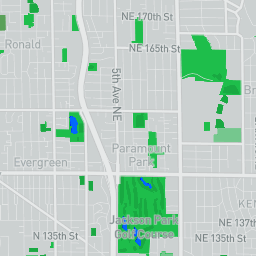 NE 170th St
Ronald
NE 165th St
5th Ave NE
Paramount
Park
Evergreen
Jackson Park
Golf Course
NE 137th
N 135th St
NE 135th St